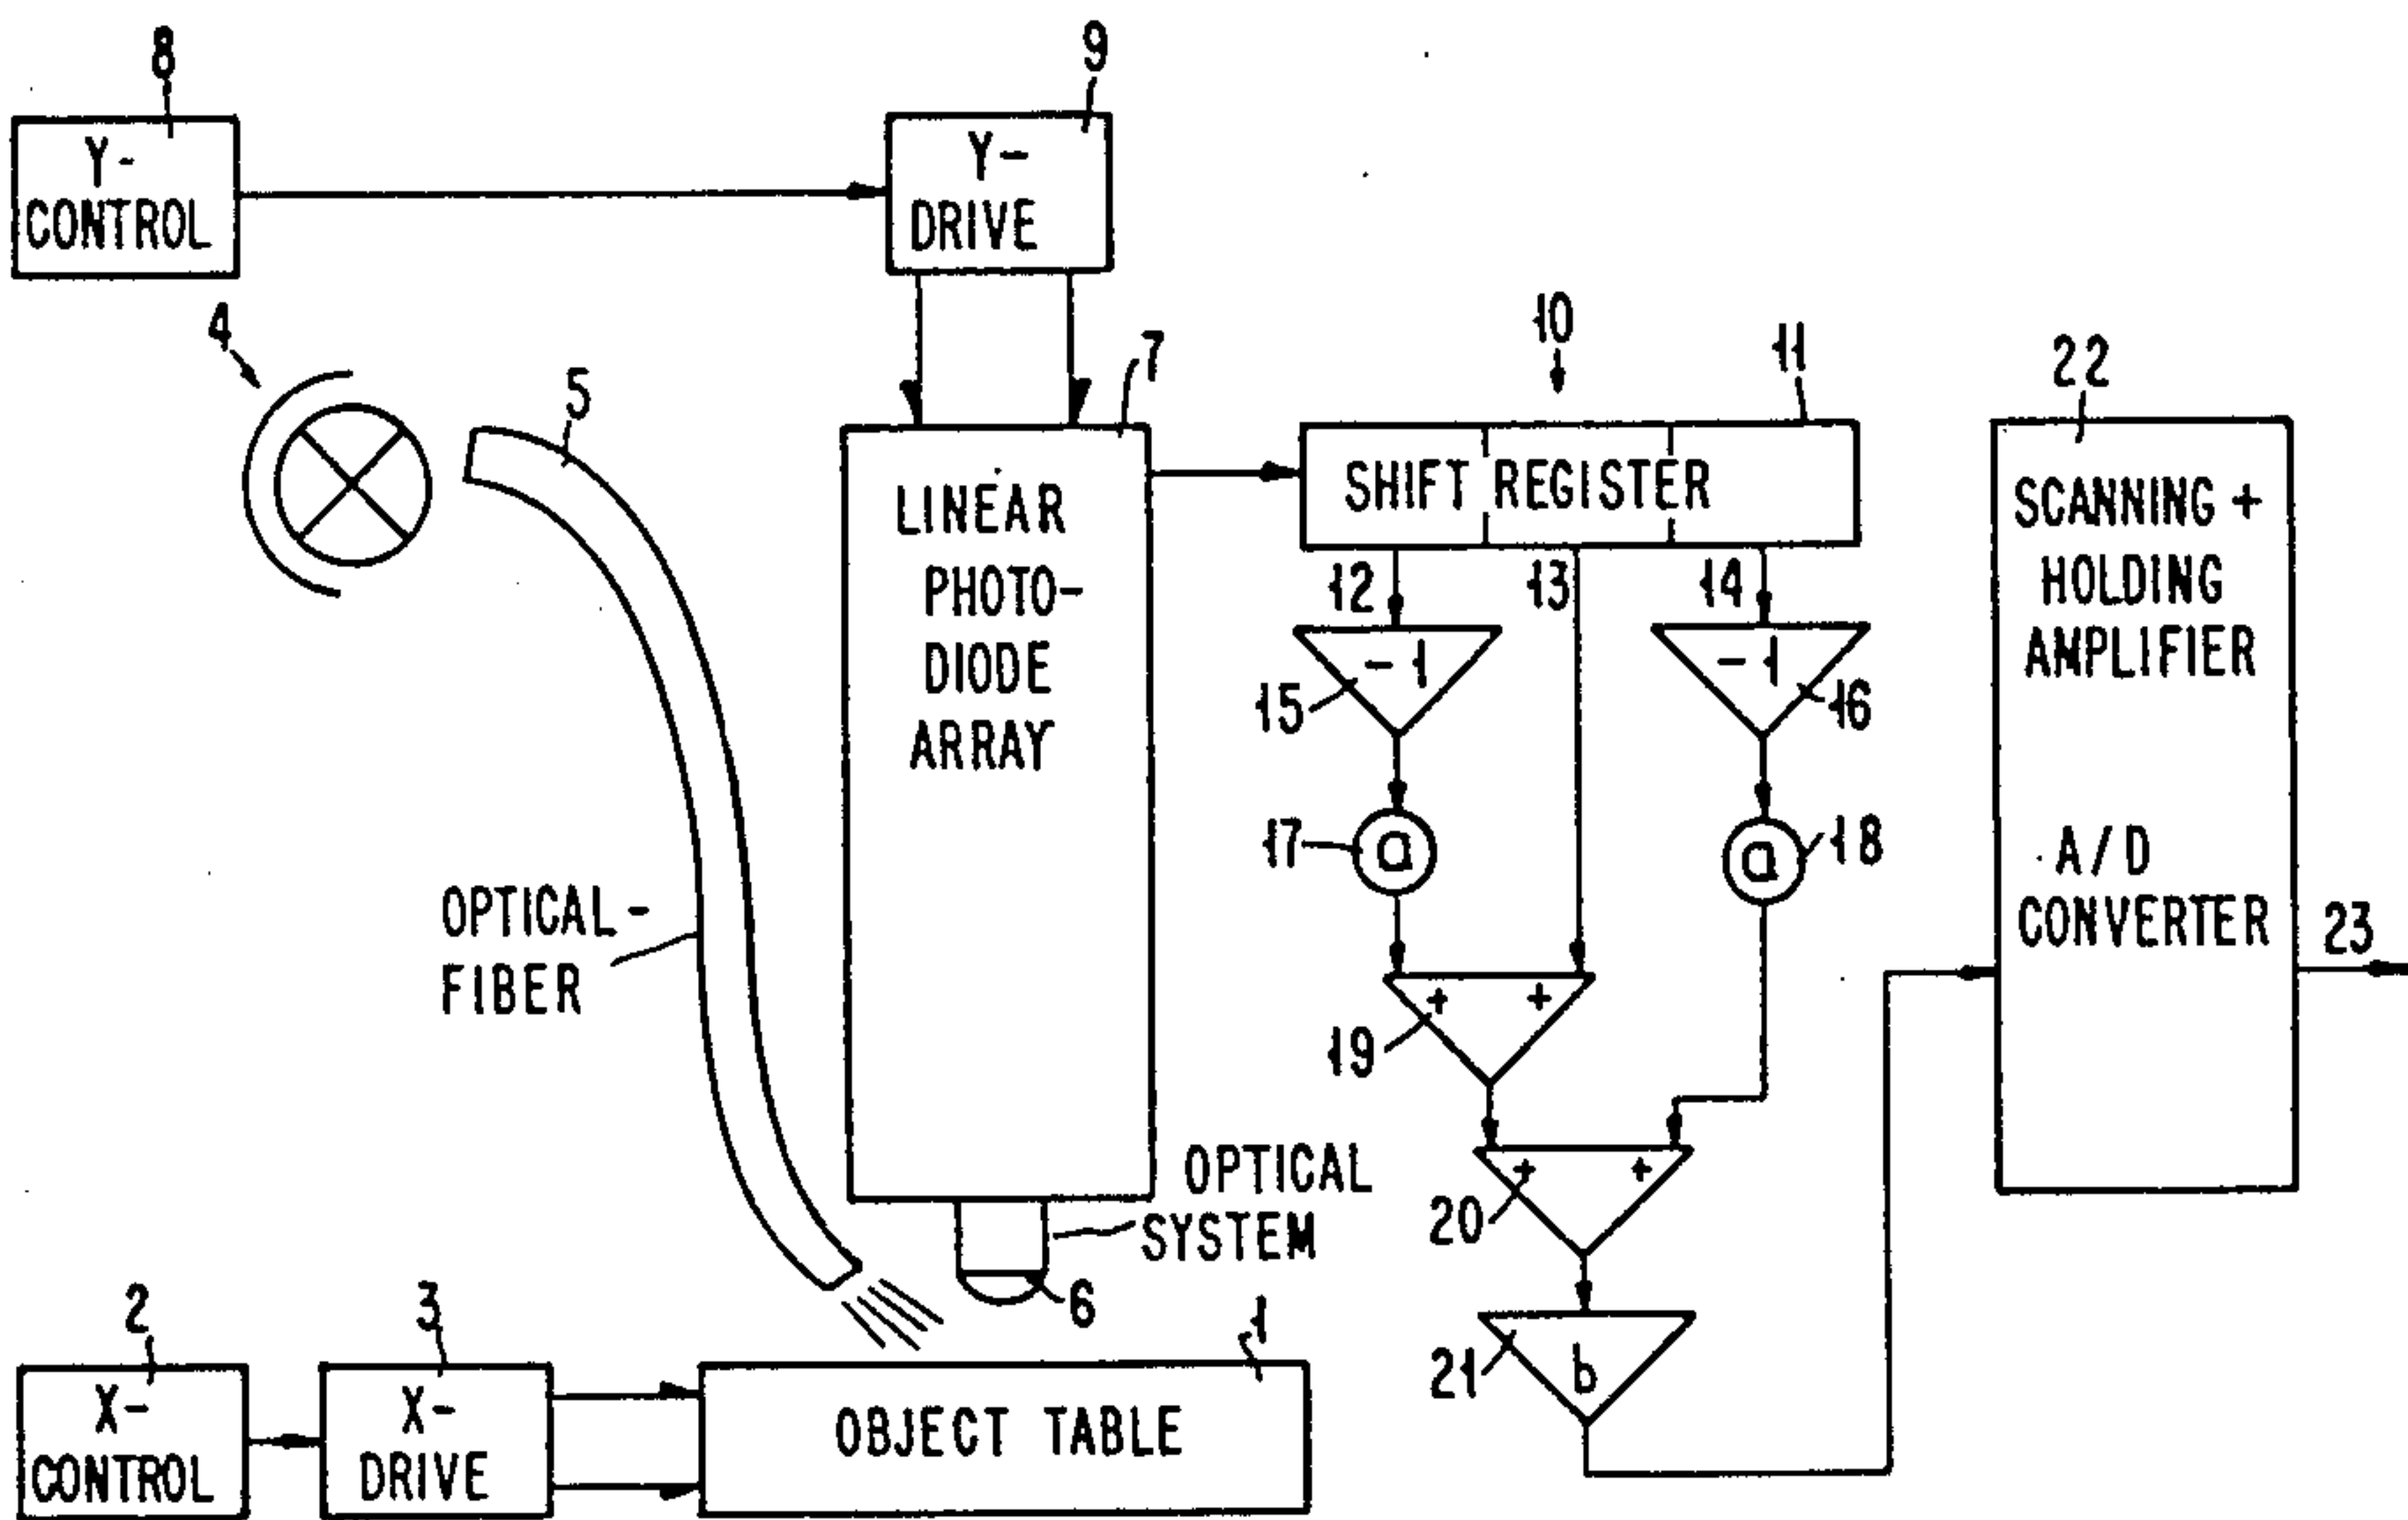 8
9
Y-
CONTROL
Y-
DRIVE
4
5
7
10
11
22
LINEAR
PHOTO-
DIODE
ARRAY
SHIFT REGISTER
SCANNING +
HOLDING
AMPLIFIER
A/D
CONVERTER
12
13
14
-1
-1
15
16
17
a
a
18
OPTICAL-
FIBER
23
+ +
19
+ +
20
OPTICAL
SYSTEM
6
b
21
2
3
1
X-
CONTROL
X-
DRIVE
OBJECT TABLE